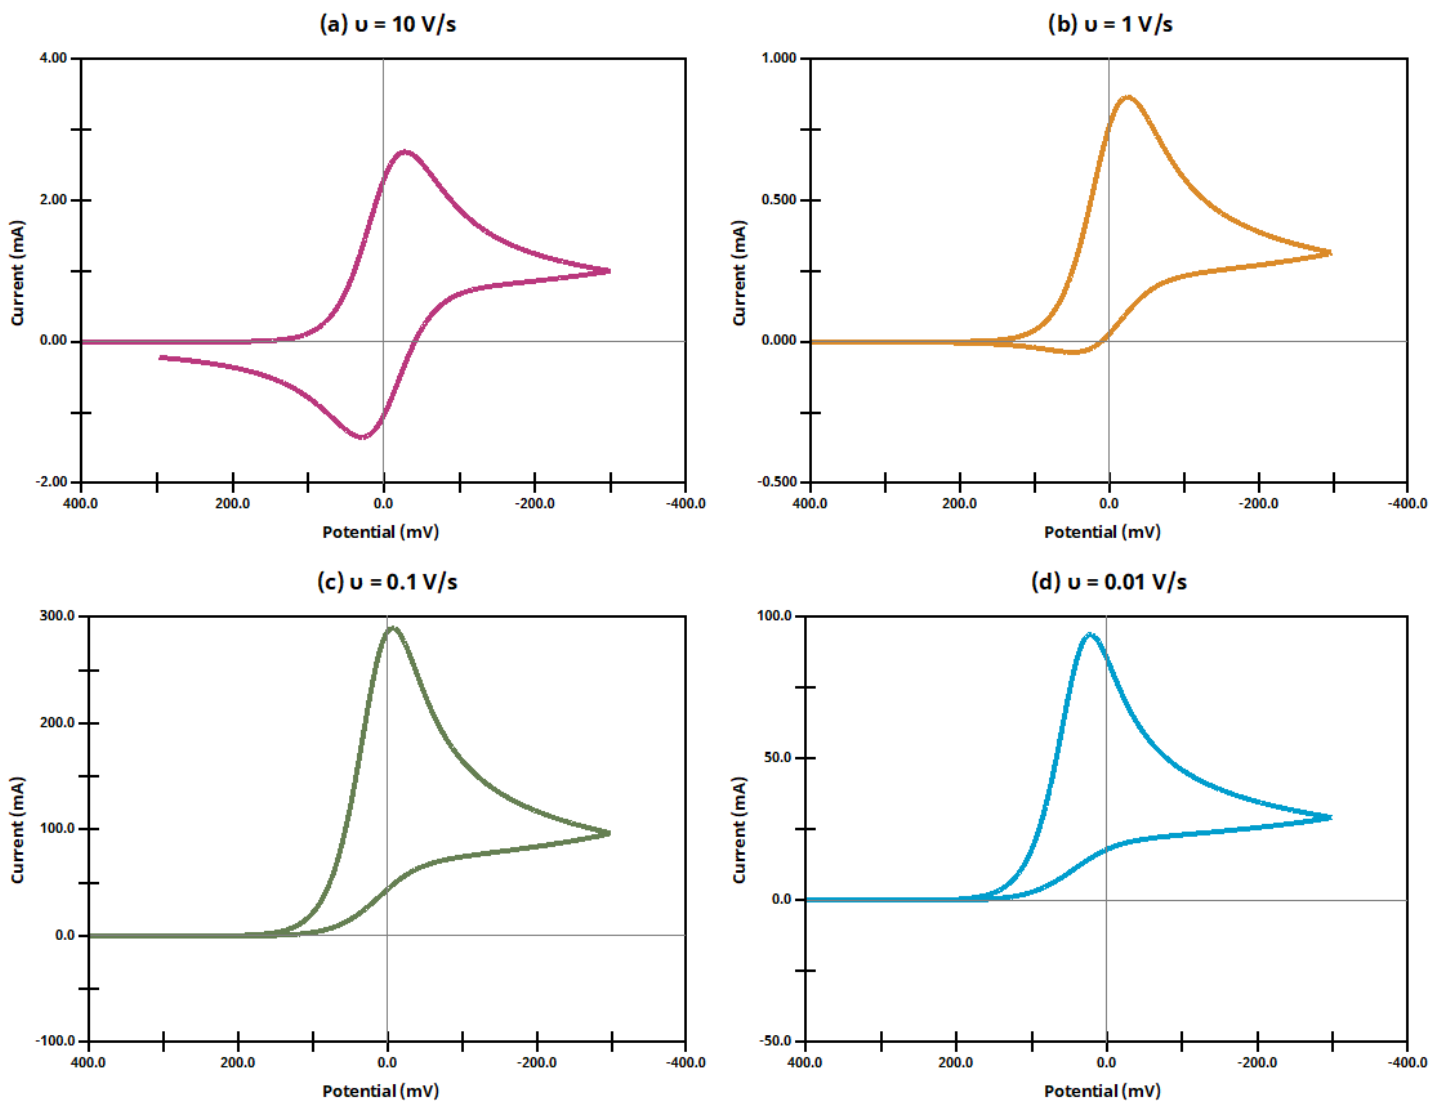 (a) υ = 10 V/s
4.00
2.00
0.00
-2.00
Current (mA)
400.0 200.0 0.0 -200.0 -400.0
Potential (mV)
(b) υ = 1 V/s
1.000
0.500
0.000
-0.500
Current (mA)
400.0 200.0 0.0 -200.0 -400.0
Potential (mV)
(c) υ = 0.1 V/s
300.0
200.0
100.0
0.0
-100.0
Current (mA)
400.0 200.0 0.0 -200.0 -400.0
Potential (mV)
(d) υ = 0.01 V/s
100.0
50.0
0.0
-50.0
Current (mA)
400.0 200.0 0.0 -200.0 -400.0
Potential (mV)